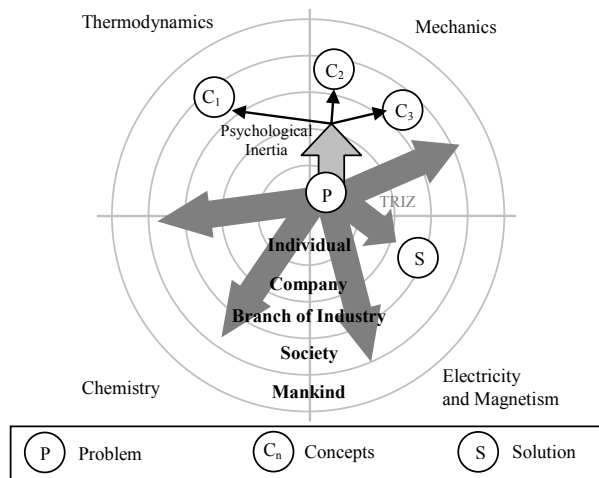 Thermodynamics
Mechanics
C2
C1
C3
Psychological
Inertia
P
TRIZ
Individual
S
Company
Branch of Industry
Society
Chemistry
Electricity
and Magnetism
Mankind
P Problem Cn Concepts S Solution